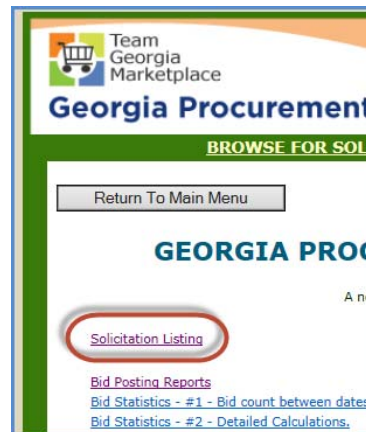 Team
Georgia
Marketplace
Georgia Procurement
BROWSE FOR SOL
Return To Main Menu
GEORGIA PROC
A n
Solicitation Listing
Bid Posting Reports
Bid Statistics - #1 - Bid count between dates
Bid Statistics - #2 - Detailed Calculations.